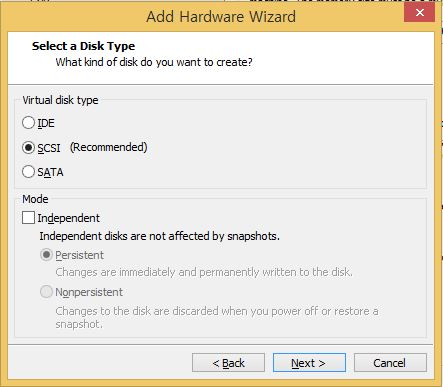 Add Hardware Wizard
Select a Disk Type
What kind of disk do you want to create?
Virtual disk type
IDE
SCSI (Recommended)
SATA
Mode
Independent
Independent disks are not affected by snapshots.
Persistent
Changes are immediately and permanently written to the disk.
Nonpersistent
Changes to the disk are discarded when you power off or restore a
snapshot.
< Back Next > Cancel